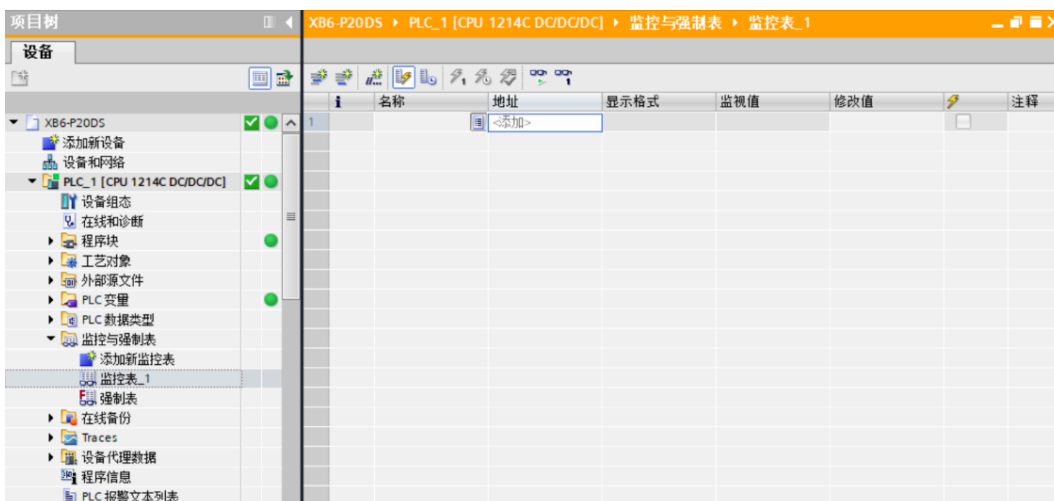 项目树
XB6-P20DS ▸ PLC_1 [CPU 1214C DC/DC/DC] ▸ 监控与强制表 ▸ 监控表_1
设备
i 名称 地址 显示格式 监视值 修改值 注释
1 <添加>
XB6-P20DS
添加新设备
设备和网络
PLC_1 [CPU 1214C DC/DC/DC]
设备组态
在线和诊断
程序块
工艺对象
外部源文件
PLC 变量
PLC 数据类型
监控与强制表
添加新监控表
监控表_1
强制表
在线备份
Traces
设备代理数据
程序信息
PLC 报警文本列表